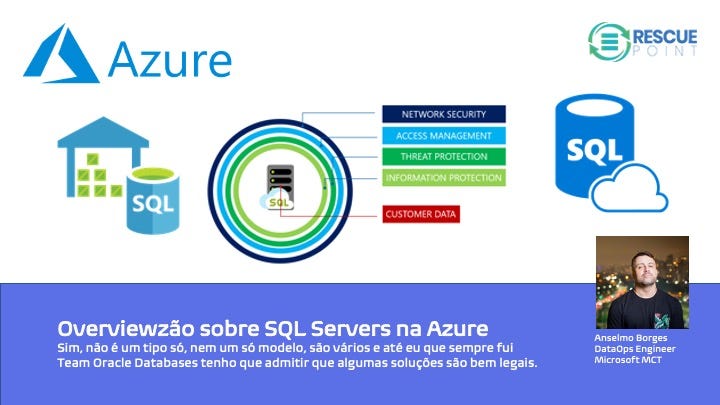 Azure
RESCUE
POINT
NETWORK SECURITY
ACCESS MANAGEMENT
THREAT PROTECTION
INFORMATION PROTECTION
CUSTOMER DATA
SQL
SQL
SQL
Overviewzão sobre SQL Servers na Azure
Sim, não é um tipo só, nem um só modelo, são vários e até eu que sempre fui
Team Oracle Databases tenho que admitir que algumas soluções são bem legais.
Anselmo Borges
DataOps Engineer
Microsoft MCT